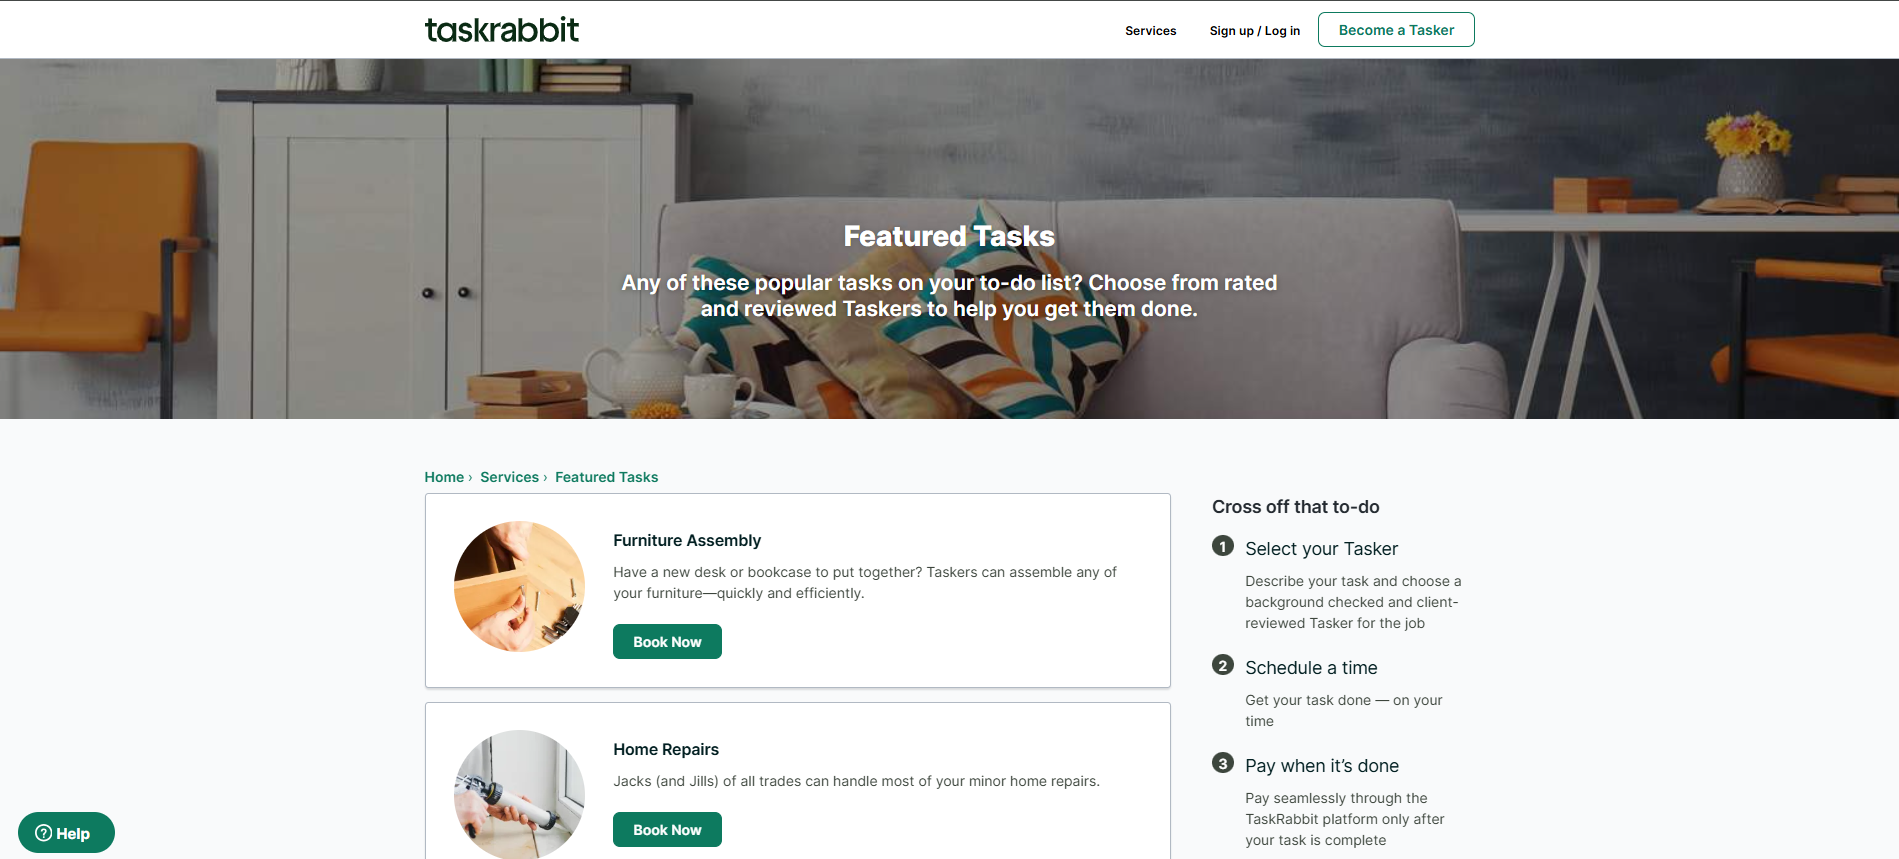 taskrabbit
Services
Sign up / Log in
Become a Tasker
Featured Tasks
Any of these popular tasks on your to-do list? Choose from rated
and reviewed Taskers to help you get them done.
Home › Services › Featured Tasks
Furniture Assembly
Have a new desk or bookcase to put together? Taskers can assemble any of
your furniture—quickly and efficiently.
Book Now
Home Repairs
Jacks (and Jills) of all trades can handle most of your minor home repairs.
Book Now
Cross off that to-do
1 Select your Tasker
Describe your task and choose a
background checked and client-
reviewed Tasker for the job
2 Schedule a time
Get your task done — on your
time
3 Pay when it’s done
Pay seamlessly through the
TaskRabbit platform only after
your task is complete
? Help